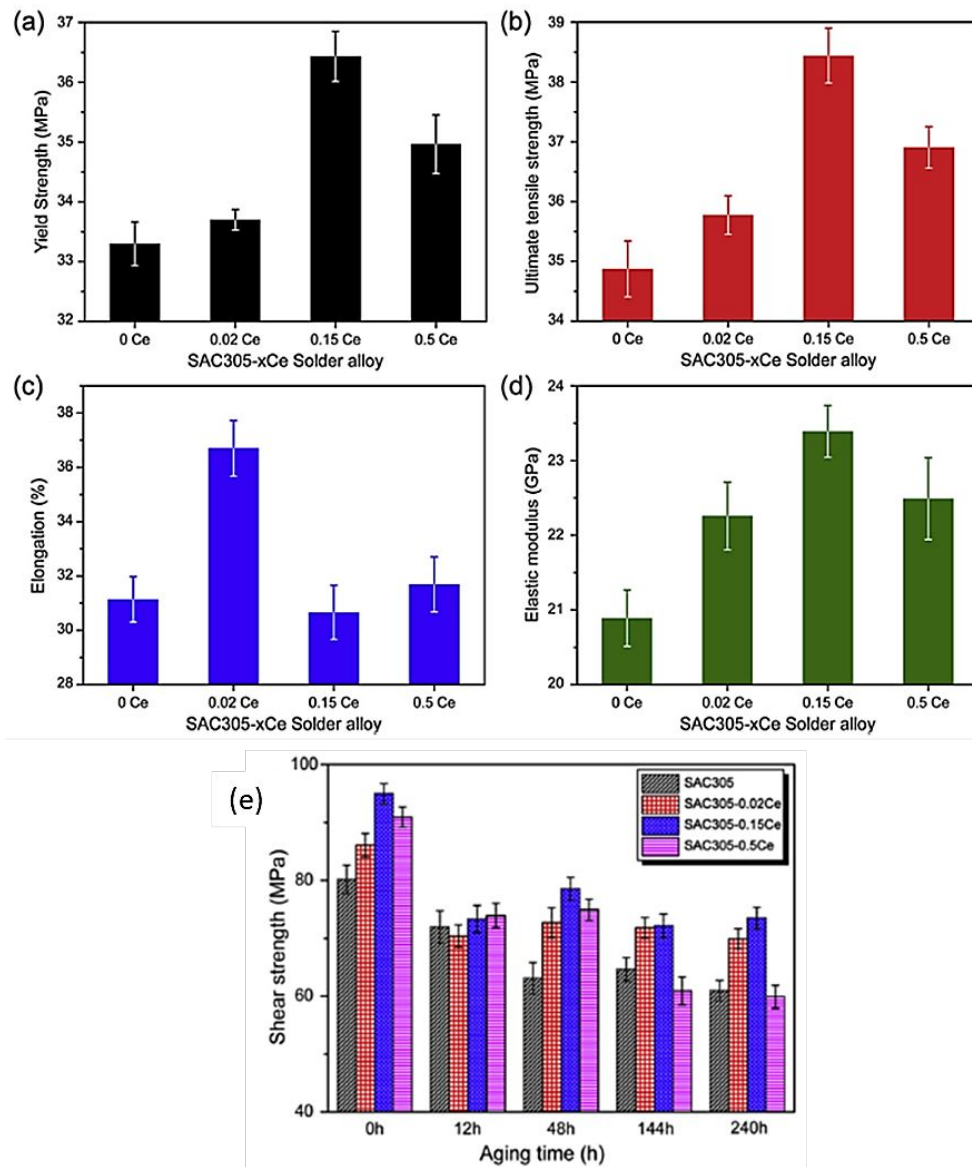 (a)
37
36
35
34
33
32
Yield Strength (MPa)
0 Ce 0.02 Ce 0.15 Ce 0.5 Ce
SAC305-xCe Solder alloy
(b)
39
38
37
36
35
34
Ultimate tensile strength (MPa)
0 Ce 0.02 Ce 0.15 Ce 0.5 Ce
SAC305-xCe Solder alloy
(c)
38
36
34
32
30
28
Elongation (%)
0 Ce 0.02 Ce 0.15 Ce 0.5 Ce
SAC305-xCe Solder alloy
(d)
24
23
22
21
20
Elastic modulus (GPa)
0 Ce 0.02 Ce 0.15 Ce 0.5 Ce
SAC305-xCe Solder alloy
(e)
100
80
60
40
Shear strength (MPa)
SAC305
SAC305-0.02Ce
SAC305-0.15Ce
SAC305-0.5Ce
0h 12h 48h 144h 240h
Aging time (h)